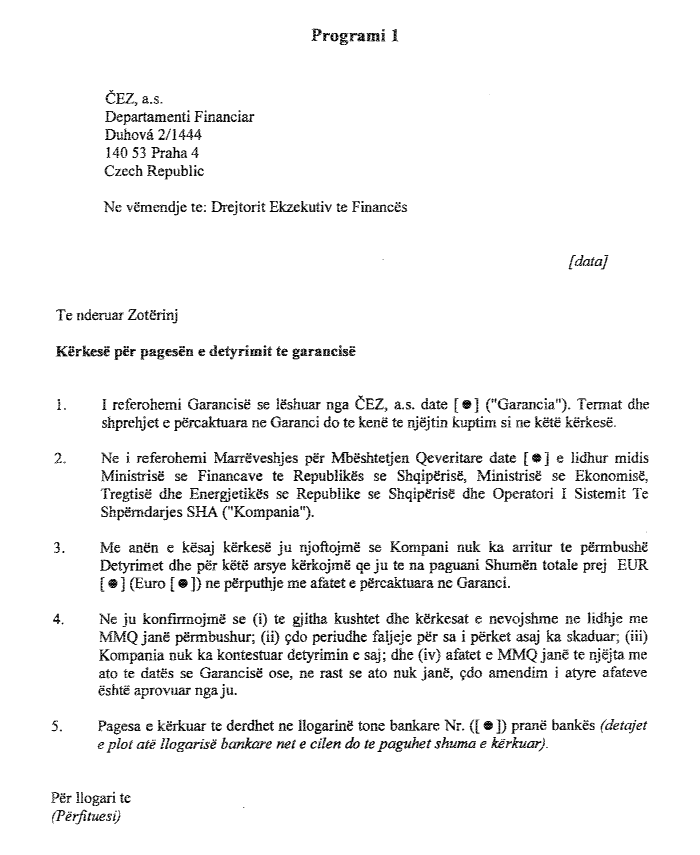 Programi 1
ČEZ, a.s.
Departamenti Financiar
Duhová 2/1444
140 53 Praha 4
Czech Republic
Ne vëmendje te: Drejtorit Ekzekutiv te Financës
[data]
Te nderuar Zotërinj
Kërkesë për pagesën e detyrimit te garancisë
1. I referohemi Garancisë se lëshuar nga ČEZ, a.s. date [●] ("Garancia"). Termat dhe
shprehjet e përcaktuara ne Garanci do te kenë te njëjtin kuptim si ne këtë kërkesë.
2. Ne i referohemi Marrëveshjes për Mbështetjen Qeveritare date [●] e lidhur midis
Ministrisë se Financave te Republikës se Shqipërisë, Ministrisë se Ekonomisë,
Tregtisë dhe Energjetikës se Republike se Shqipërisë dhe Operatori I Sistemit Te
Shpërndarjes SHA ("Kompania").
3. Me anën e kësaj kërkesë ju njoftojmë se Kompani nuk ka arritur te përmbushë
Detyrimet dhe për këtë arsye kërkojmë qe ju te na paguani Shumën totale prej EUR
[●] (Euro [●]) ne përputhje me afatet e përcaktuara ne Garanci.
4. Ne ju konfirmojmë se (i) te gjitha kushtet dhe kërkesat e nevojshme ne lidhje me
MMQ janë përmbushur; (ii) çdo periudhe faljeje për sa i përket asaj ka skaduar; (iii)
Kompania nuk ka kontestuar detyrimin e saj; dhe (iv) afatet e MMQ janë te njëjta me
ato te datës se Garancisë ose, ne rast se ato nuk janë, çdo amendim i atyre afateve
është aprovuar nga ju.
5. Pagesa e kërkuar te derdhet ne llogarinë tone bankare Nr. ([●]) pranë bankës (detajet
e plot atë llogarisë bankare net e cilen do te paguhet shuma e kërkuar).
Për llogari te
(Përfituesi)